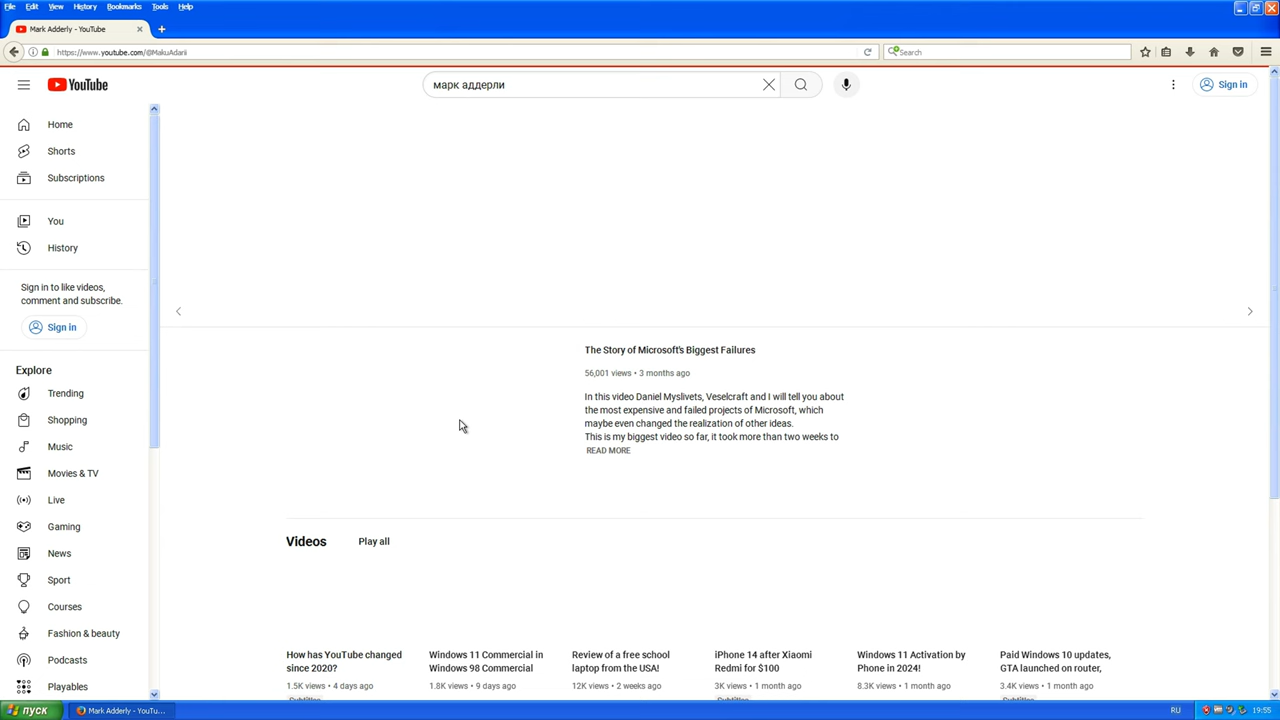 File Edit View History Bookmarks Tools Help
Mark Adderly - YouTube
https://www.youtube.com/@MakuAdarii
Search
YouTube
марк аддерли
Sign in
Home
Shorts
Subscriptions
You
History
Sign in to like videos,
comment and subscribe.
Sign in
Explore
Trending
Shopping
Music
Movies & TV
Live
Gaming
News
Sport
Courses
Fashion & beauty
Podcasts
Playables
The Story of Microsoft's Biggest Failures
56,001 views • 3 months ago
In this video Daniel Myslivets, Veselcraft and I will tell you about
the most expensive and failed projects of Microsoft, which
maybe even changed the realization of other ideas.
This is my biggest video so far, it took more than two weeks to
READ MORE
Videos Play all
How has YouTube changed
since 2020?
1.5K views • 4 days ago
Subtitles
Windows 11 Commercial in
Windows 98 Commercial
1.8K views • 9 days ago
Review of a free school
laptop from the USA!
12K views • 2 weeks ago
iPhone 14 after Xiaomi
Redmi for $100
3K views • 1 month ago
Subtitles
Windows 11 Activation by
Phone in 2024!
8.3K views • 1 month ago
Paid Windows 10 updates,
GTA launched on router,
3.4K views • 1 month ago
Subtitles
пуск
Mark Adderly - YouTu...
RU
19:55